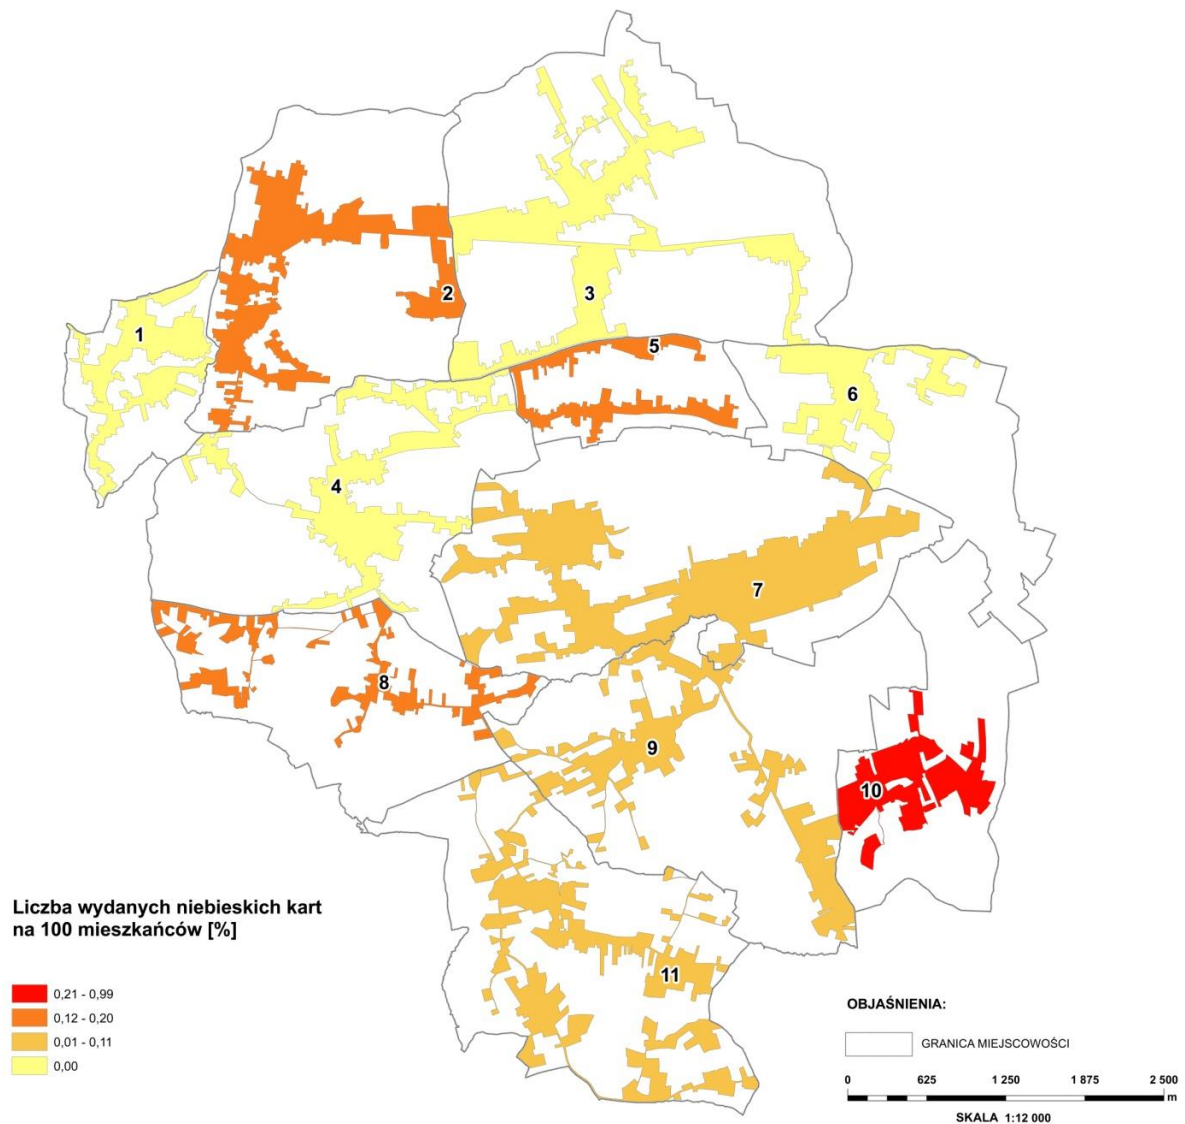 1
2
3
4
5
6
7
8
9
10
11
Liczba wydanych niebieskich kart
na 100 mieszkańców [%]
0,21 - 0,99
0,12 - 0,20
0,01 - 0,11
0,00
OBJAŚNIENIA:
GRANICA MIEJSCOWOŚCI
0 625 1 250 1 875 2 500
m
SKALA 1:12 000